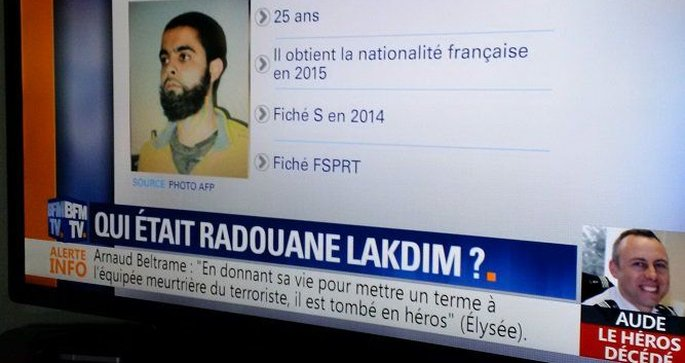 25 ans
Il obtient la nationalité française
en 2015
Fiché S en 2014
Fiché FSPRT
SOURCE PHOTO AFP
BFM BFM
TV. TV.
QUI ÉTAIT RADOUANE LAKDIM ?
ALERTE
INFO
Arnaud Beltrame : "En donnant sa vie pour mettre un terme à
l'équipée meurtrière du terroriste, il est tombé en héros" (Élysée).
AUDE
LE HÉROS
DÉCÉDÉ